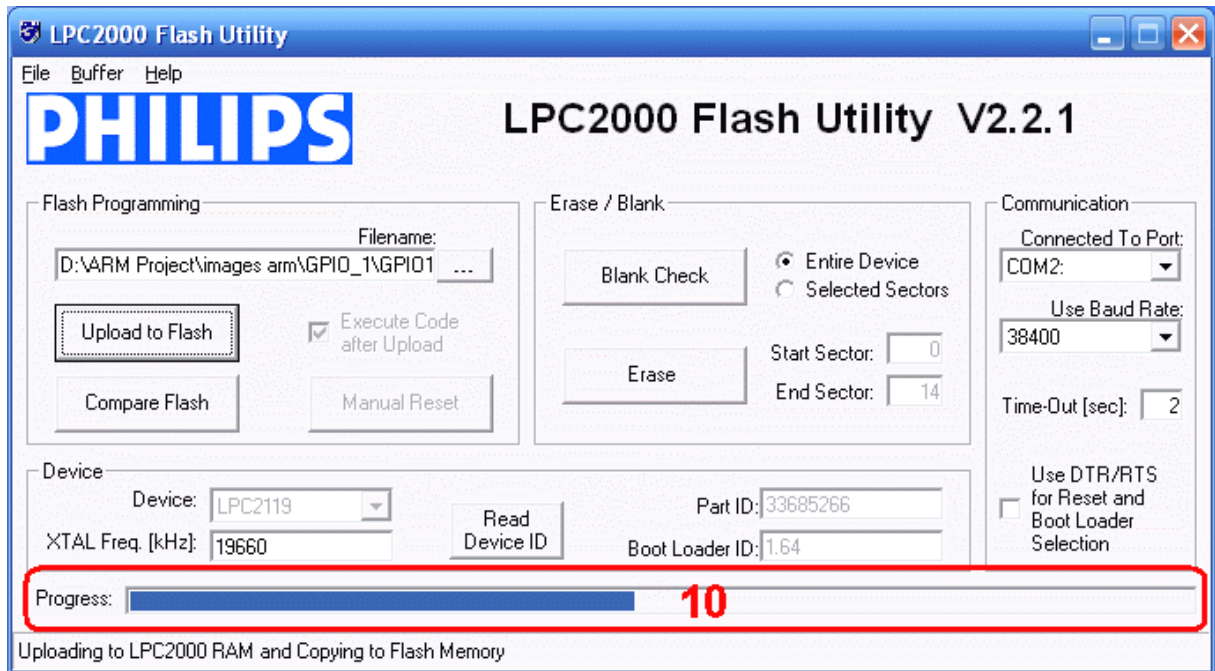 LPC2000 Flash Utility
File Buffer Help
PHILIPS
LPC2000 Flash Utility V2.2.1
Flash Programming
Filename:
D:\ARM Project\images arm\GPIO_1\GPIO1
...
Upload to Flash
Execute Code
after Upload
Compare Flash
Manual Reset
Erase / Blank
Blank Check
Entire Device
Selected Sectors
Erase
Start Sector: 0
End Sector: 14
Communication
Connected To Port:
COM2:
Use Baud Rate:
38400
Time-Out [sec]: 2
Use DTR/RTS
for Reset and
Boot Loader
Selection
Device
Device: LPC2119
XTAL Freq. [kHz]: 19660
Read
Device ID
Part ID: 33685266
Boot Loader ID: 1.64
Progress: 10
Uploading to LPC2000 RAM and Copying to Flash Memory